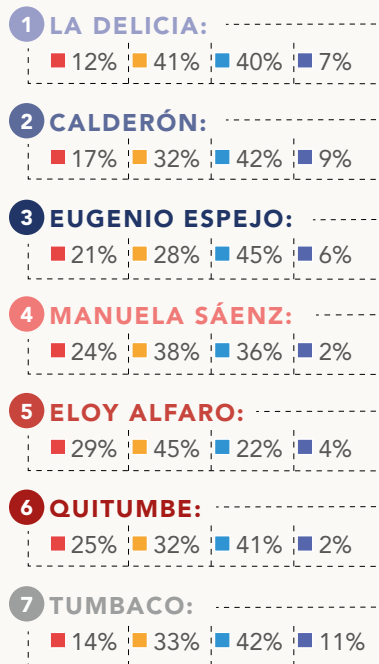 1 LA DELICIA:
12% 41% 40% 7%
2 CALDERÓN:
17% 32% 42% 9%
3 EUGENIO ESPEJO:
21% 28% 45% 6%
4 MANUELA SÁENZ:
24% 38% 36% 2%
5 ELOY ALFARO:
29% 45% 22% 4%
6 QUITUMBE:
25% 32% 41% 2%
7 TUMBACO:
14% 33% 42% 11%